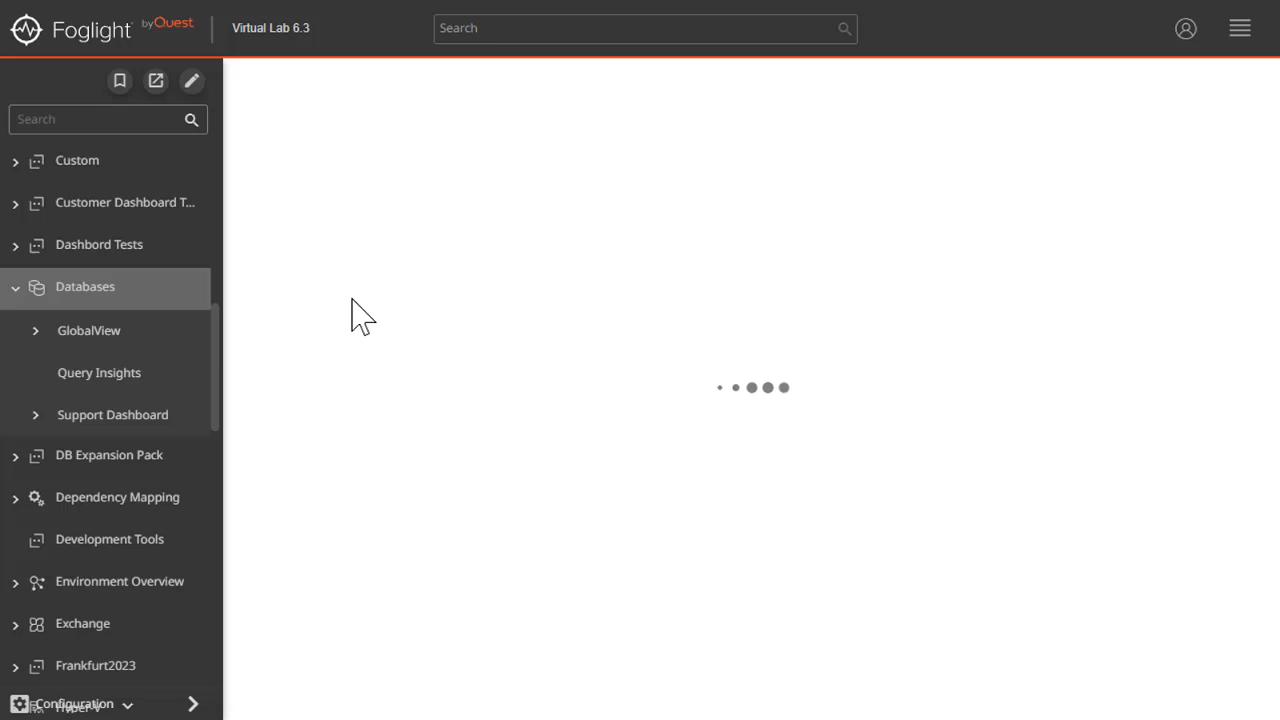 Foglight by Quest
Virtual Lab 6.3
Search
Search
Custom
Customer Dashboard T...
Dashbord Tests
Databases
GlobalView
Query Insights
Support Dashboard
DB Expansion Pack
Dependency Mapping
Development Tools
Environment Overview
Exchange
Frankfurt2023
Configuration
Hyper-V